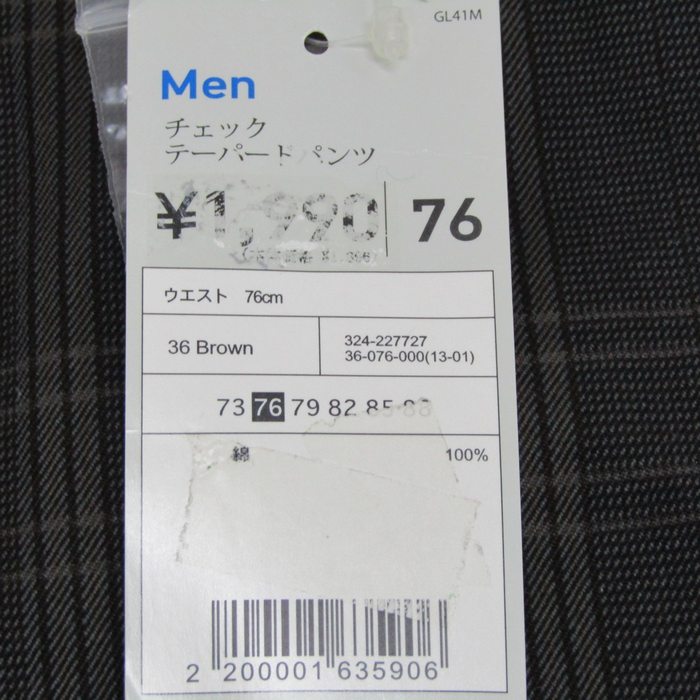 GL41M
Men
チェック
テーパードパンツ
¥1,990
76
ウエスト 76cm
36 Brown
324-227727
36-076-000(13-01)
73 76 79 82 85 88
綿 100%
2 200001 635906